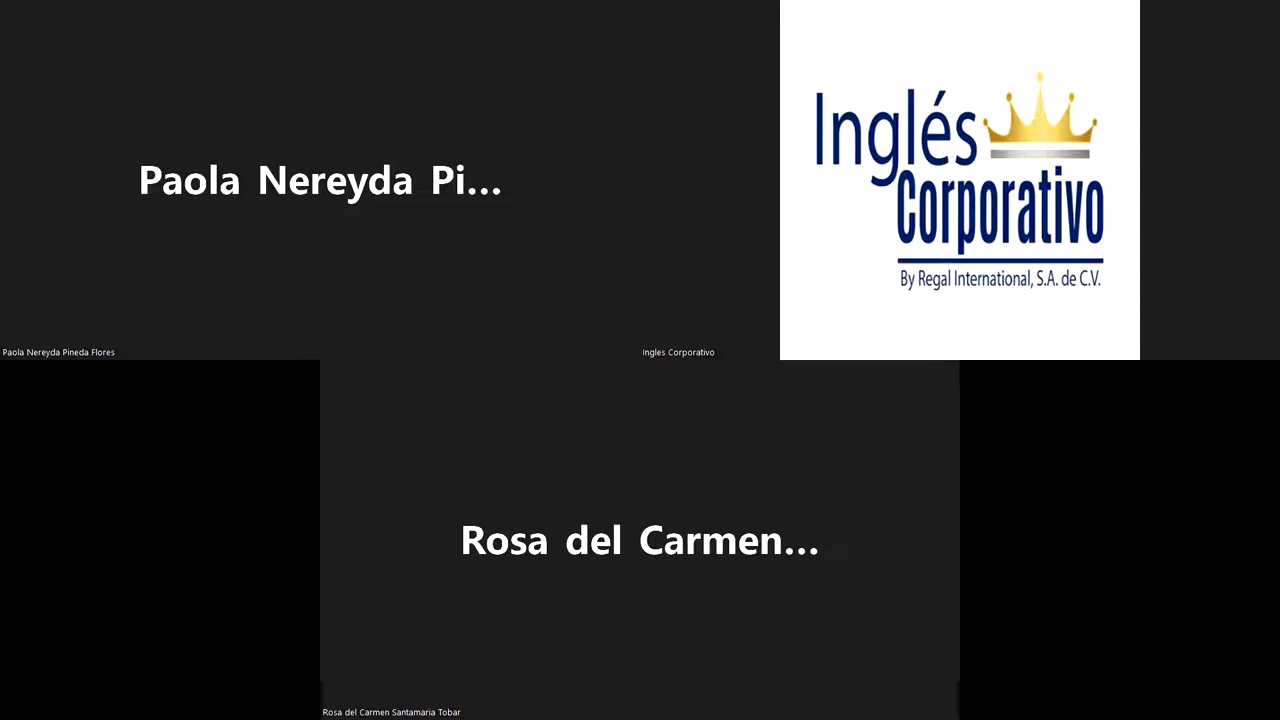 Paola Nereyda Pi...
Paola Nereyda Pineda Flores
Inglés
Corporativo
By Regal International, S.A. de C.V.
Ingles Corporativo
Rosa del Carmen...
Rosa del Carmen Santamaria Tobar